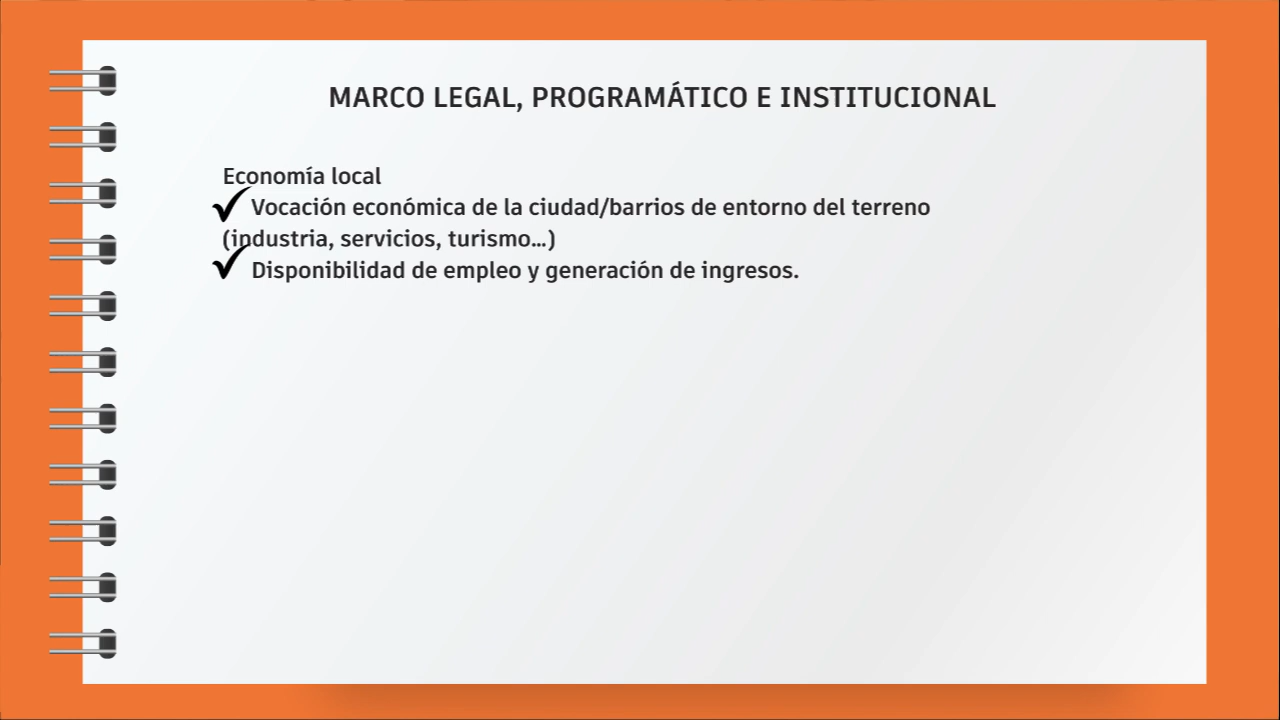 MARCO LEGAL, PROGRAMÁTICO E INSTITUCIONAL
Economía local
✓ Vocación económica de la ciudad/barrios de entorno del terreno
(industria, servicios, turismo...)
✓ Disponibilidad de empleo y generación de ingresos.